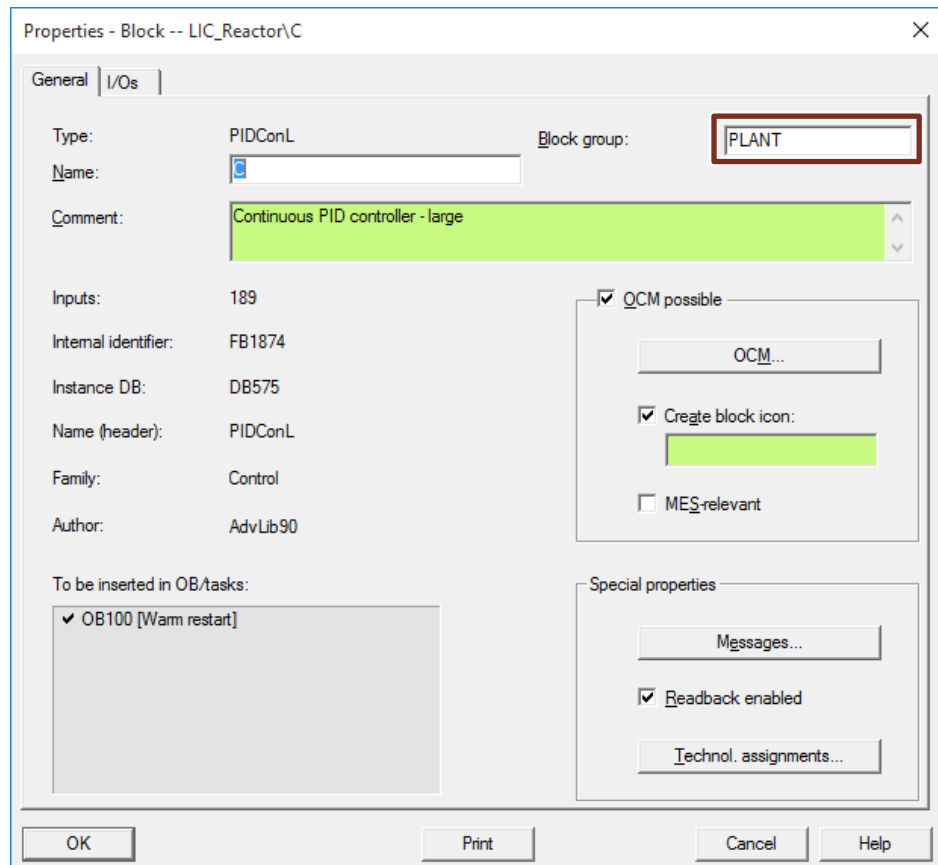 Properties - Block -- LIC_Reactor\C
General I/Os
Type: PIDConL Block group: PLANT
Name: C
Comment: Continuous PID controller - large
Inputs: 189
OCM possible
Internal identifier: FB1874
OCM...
Instance DB: DB575
Create block icon:
Name (header): PIDConL
Family: Control
MES-relevant
Author: AdvLib90
To be inserted in OB/tasks:
Special properties
OB100 [Warm restart]
Messages...
Readback enabled
Technol. assignments...
OK Print Cancel Help